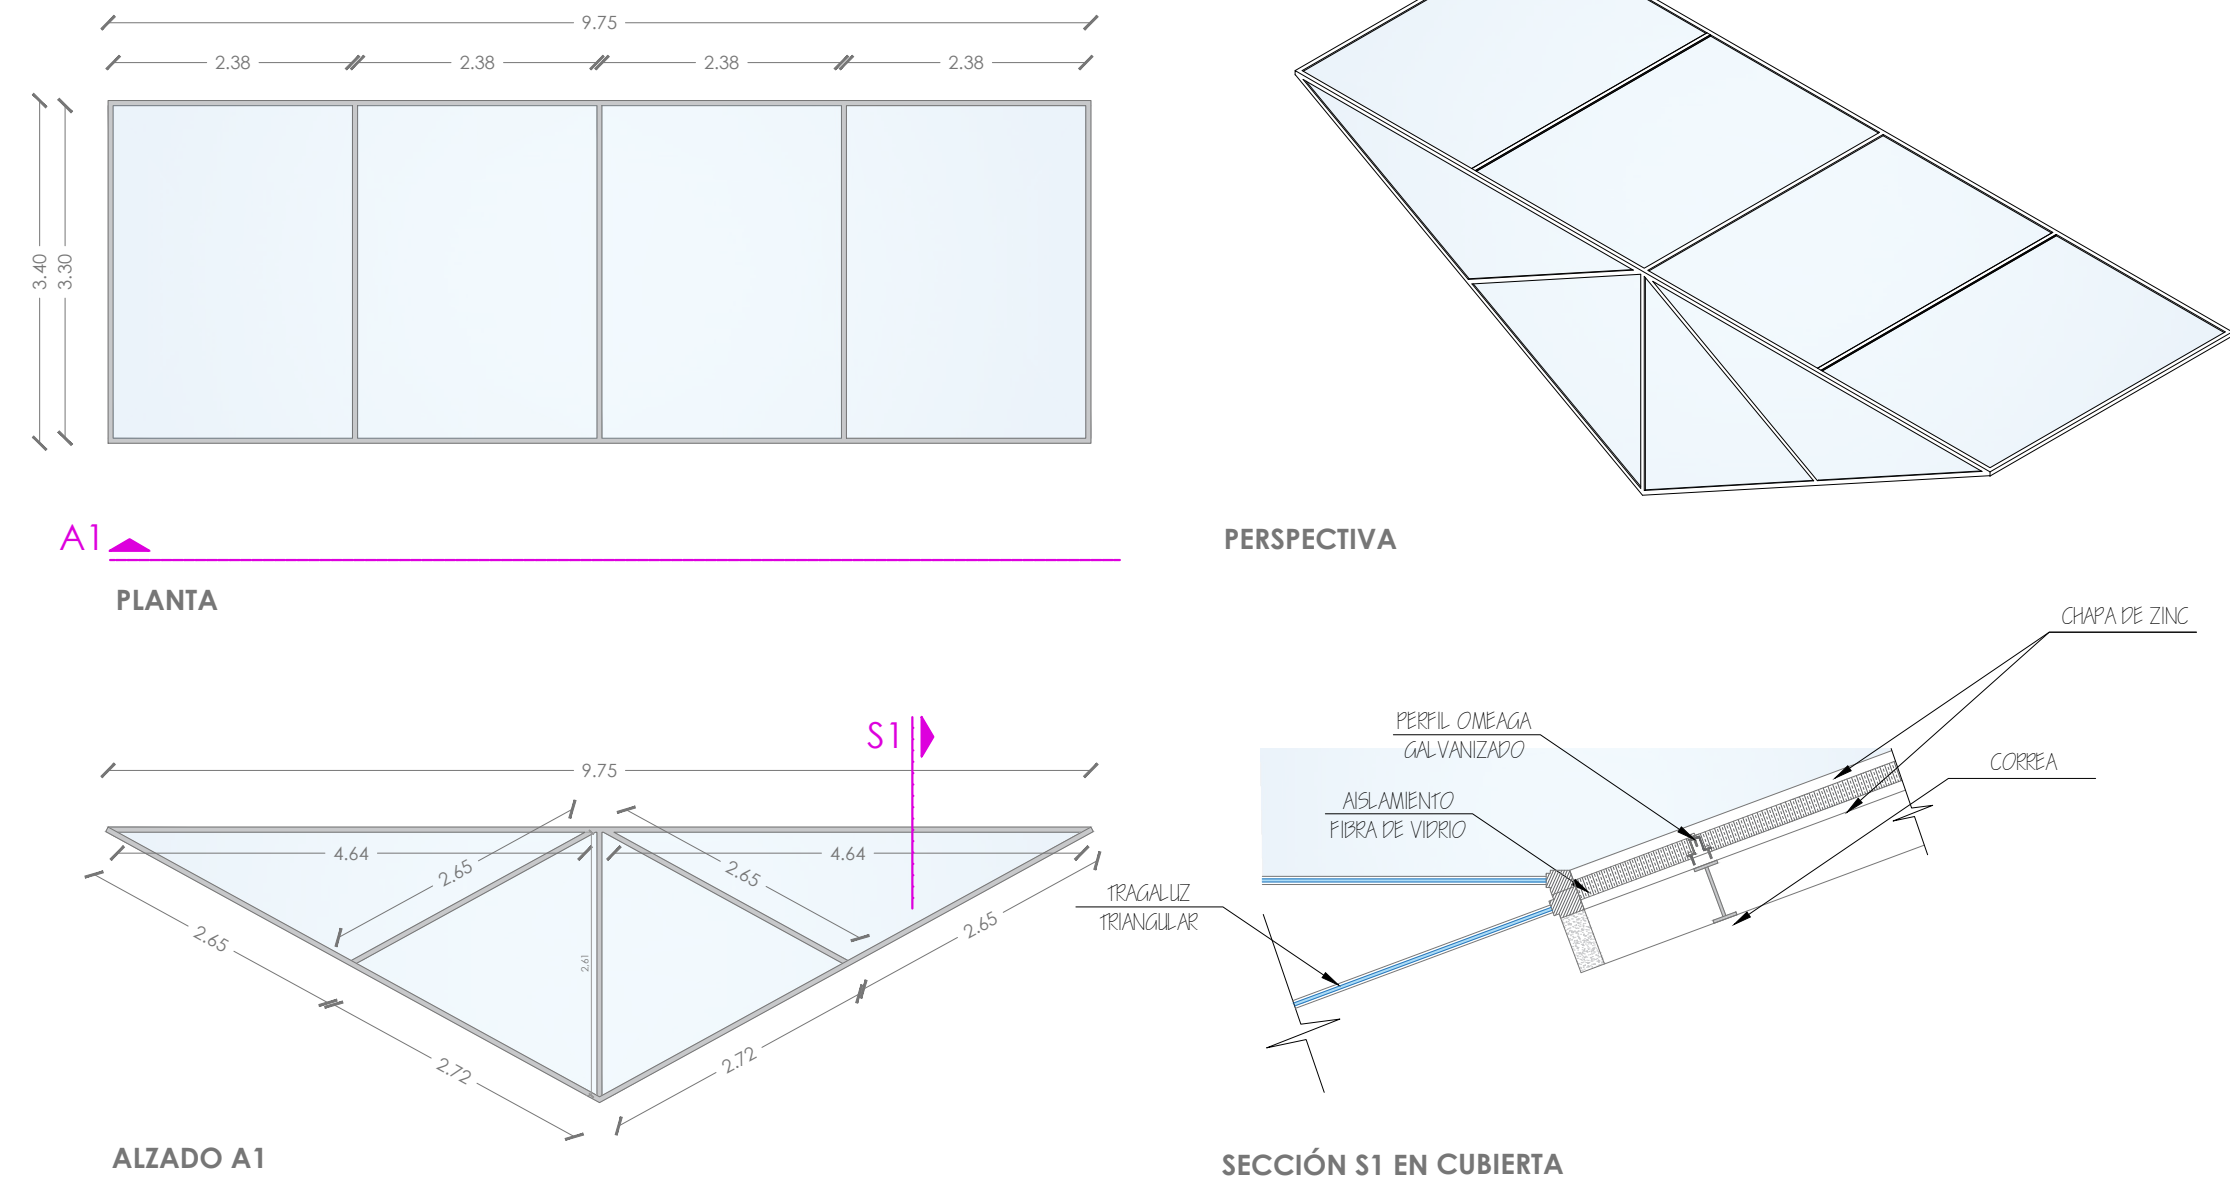 9.75
2.38
2.38
2.38
2.38
3.40
3.30
A1
PLANTA
PERSPECTIVA
S1
9.75
4.64
4.64
2.65
2.65
2.65
2.65
2.61
2.72
2.72
ALZADO A1
CHAPA DE ZINC
PERFIL OMEAGA
GALVANIZADO
CORREA
AISLAMIENTO
FIBRA DE VIDRIO
TRAGALUZ
TRIANGULAR
SECCIÓN S1 EN CUBIERTA